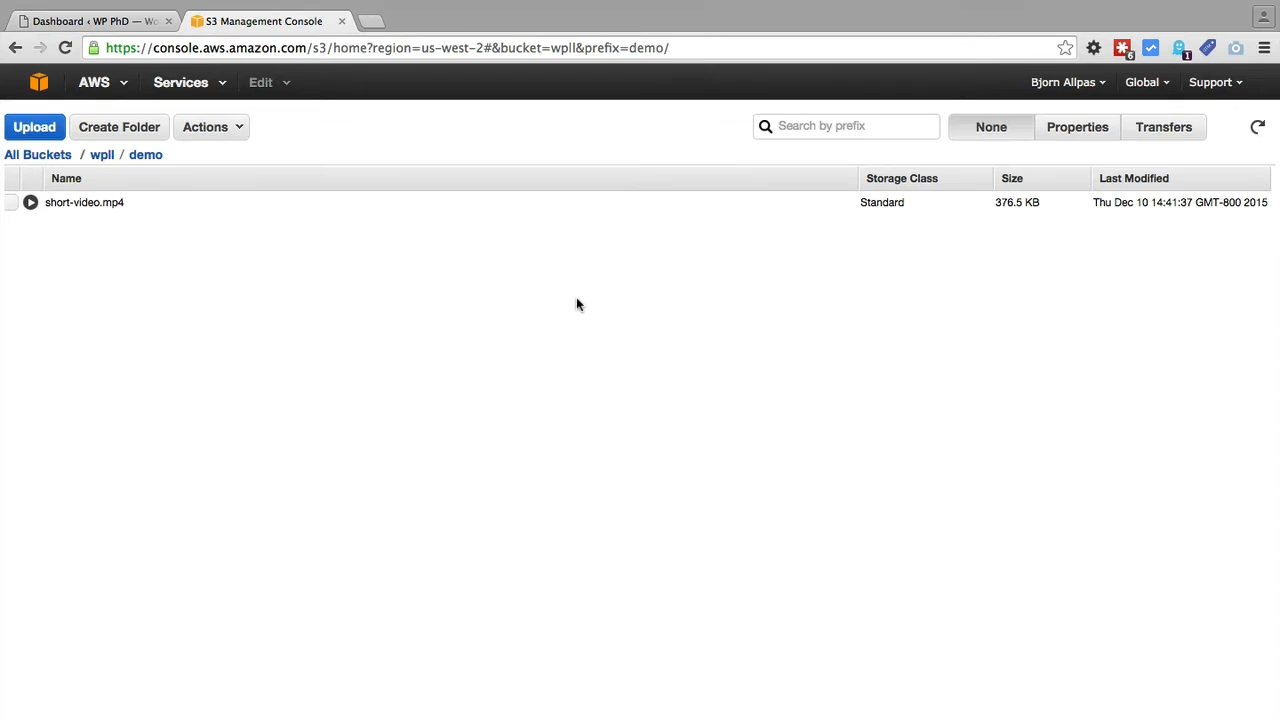 Dashboard ‹ WP PhD — Wo
S3 Management Console
https://console.aws.amazon.com/s3/home?region=us-west-2#&bucket=wpll&prefix=demo/
6
1
AWS Services Edit Bjorn Allpas Global Support
Upload Create Folder Actions Search by prefix None Properties Transfers
All Buckets / wpll / demo
Name Storage Class Size Last Modified
short-video.mp4 Standard 376.5 KB Thu Dec 10 14:41:37 GMT-800 2015